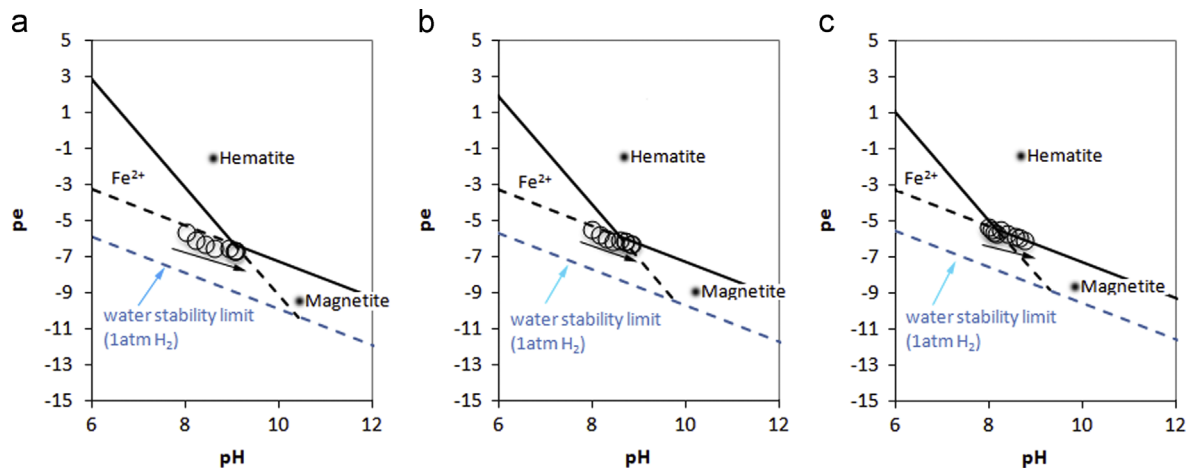 a
5
3
1
-1
-3
-5
-7
-9
-11
-13
-15
pe
Hematite
Fe²⁺
Magnetite
water stability limit
(1atm H₂)
6 8 10 12
pH
b
5
3
1
-1
-3
-5
-7
-9
-11
-13
-15
pe
Hematite
Fe²⁺
Magnetite
water stability limit
(1atm H₂)
6 8 10 12
pH
c
5
3
1
-1
-3
-5
-7
-9
-11
-13
-15
pe
Hematite
Fe²⁺
Magnetite
water stability limit
(1atm H₂)
6 8 10 12
pH